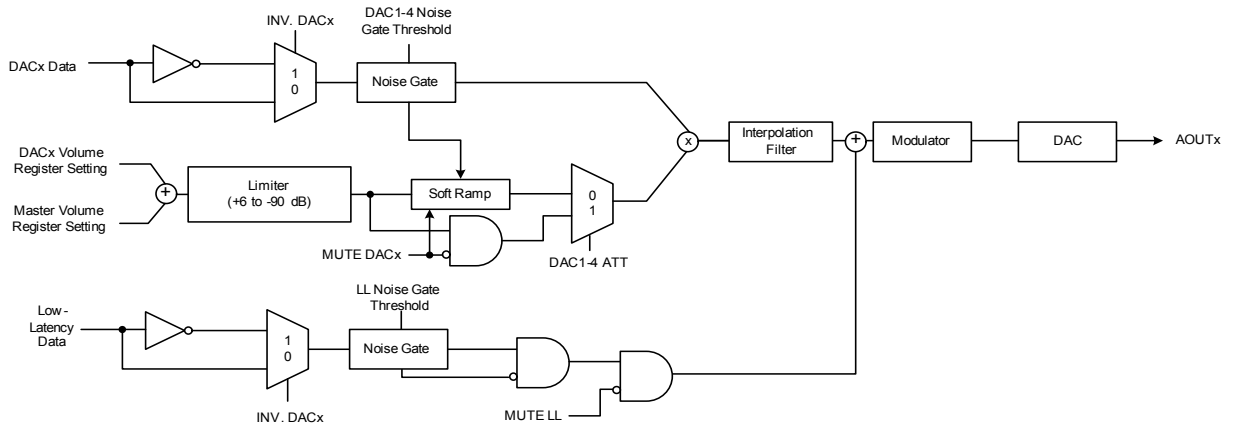 INV. DACx
DAC1-4 Noise
Gate Threshold
DACx Data
1
0
Noise Gate
x
Interpolation
Filter
+
Modulator
DAC
AOUTx
DACx Volume
Register Setting
+
Master Volume
Register Setting
Limiter
(+6 to -90 dB)
Soft Ramp
0
1
MUTE DACx
DAC1-4 ATT
LL Noise Gate
Threshold
Low-
Latency
Data
1
0
Noise Gate
INV. DACx
MUTE LL